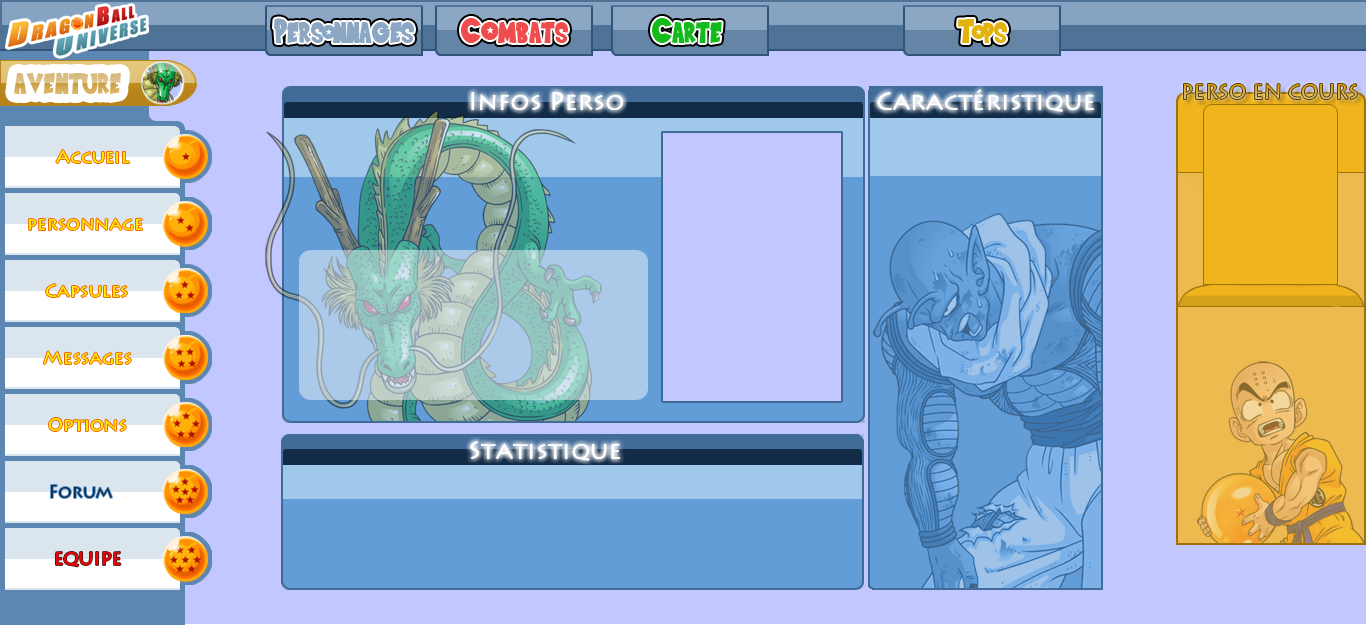 DRAGON BALL
UNIVERSE
PERSONNAGES
COMBATS
CARTE
TOPS
AVENTURE
ACCUEIL
PERSONNAGE
CAPSULES
MESSAGES
OPTIONS
FORUM
EQUIPE
INFOS PERSO
CARACTÉRISTIQUE
PERSO EN COURS
STATISTIQUE